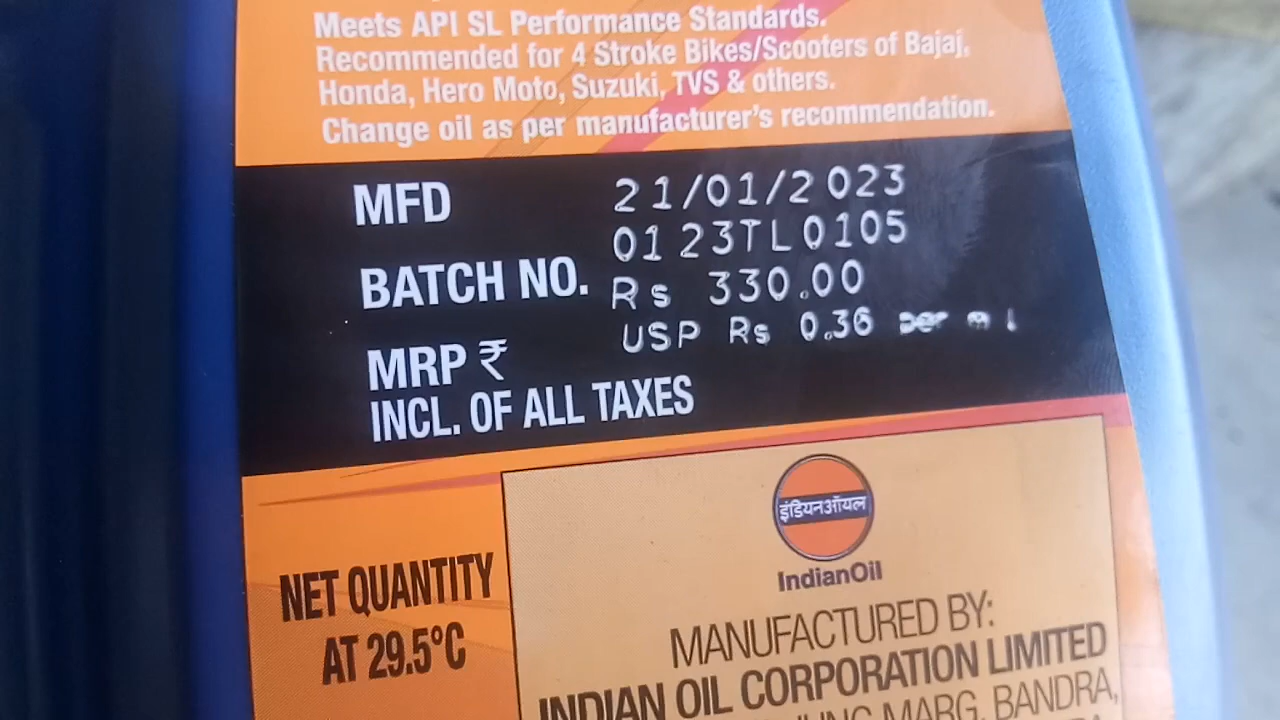 Meets API SL Performance Standards.
Recommended for 4 Stroke Bikes/Scooters of Bajaj,
Honda, Hero Moto, Suzuki, TVS & others.
Change oil as per manufacturer's recommendation.
MFD 21/01/2023
BATCH NO. 0123TL0105
MRP ₹ Rs 330.00
USP Rs 0.36 per ml
INCL. OF ALL TAXES
इंडियनऑयल
IndianOil
NET QUANTITY
AT 29.5°C
MANUFACTURED BY:
INDIAN OIL CORPORATION LIMITED
JUNG MARG, BANDRA,